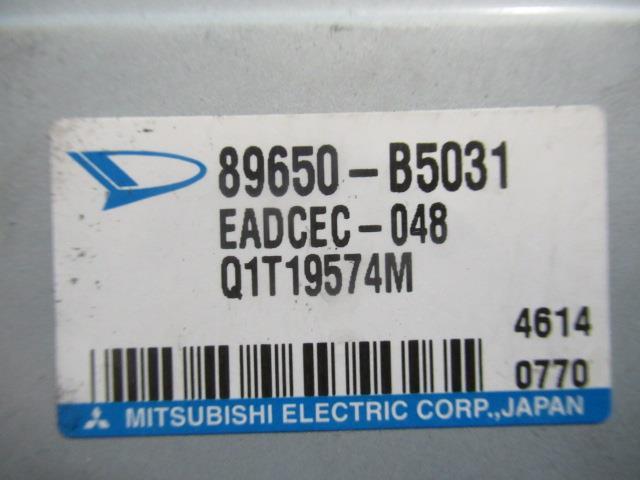 89650-B5031
EADCEC-048
Q1T19574M
4614
0770
MITSUBISHI ELECTRIC CORP.,JAPAN